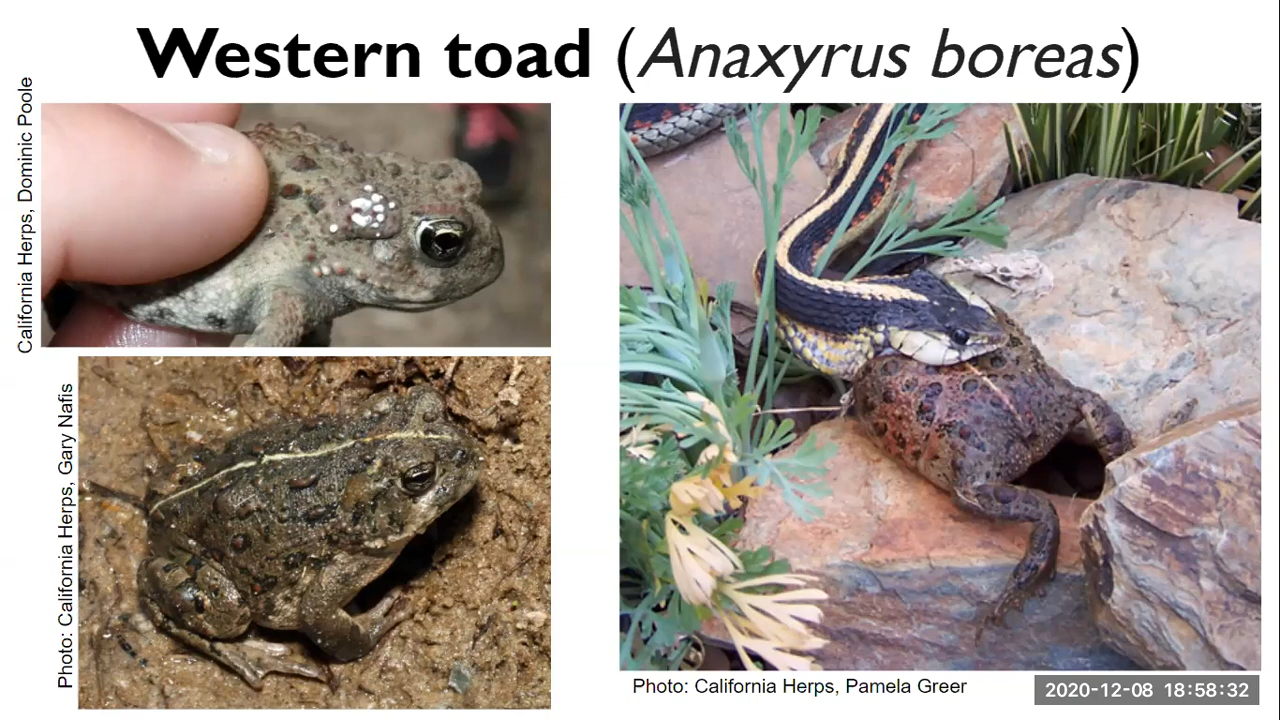 Western toad (Anaxyrus boreas)
California Herps, Dominic Poole
Photo: California Herps, Gary Nafis
Photo: California Herps, Pamela Greer
2020-12-08 18:58:32